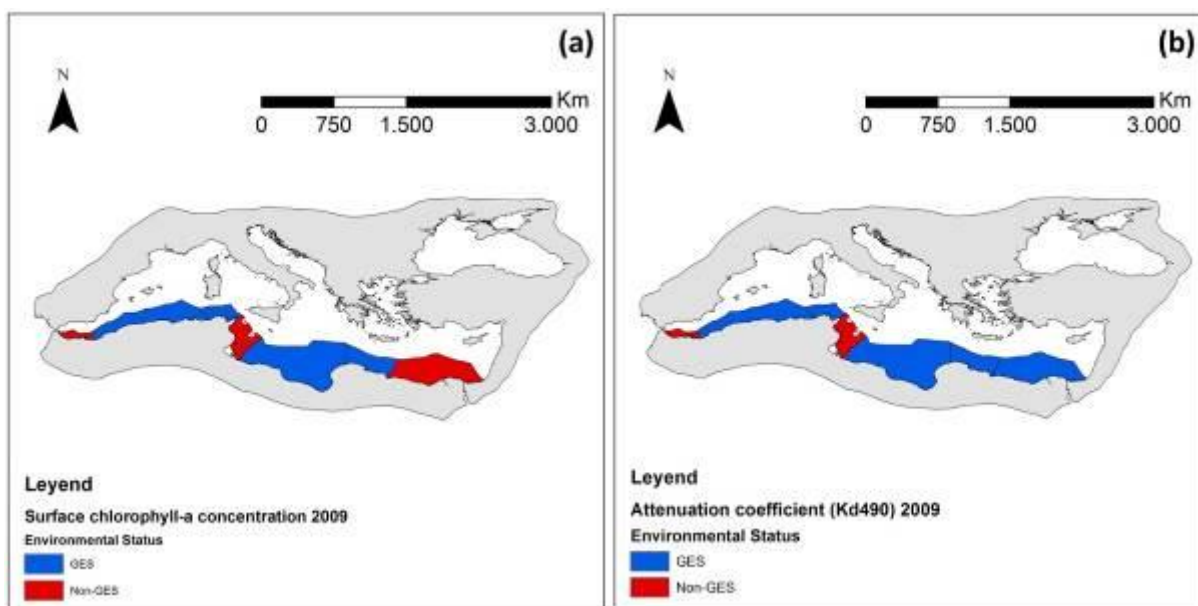 (a)
N
Km
0 750 1.500 3.000
Leyend
Surface chlorophyll-a concentration 2009
Environmental Status
GES
Non-GES
(b)
N
Km
0 750 1.500 3.000
Leyend
Attenuation coefficient (Kd490) 2009
Environmental Status
GES
Non-GES